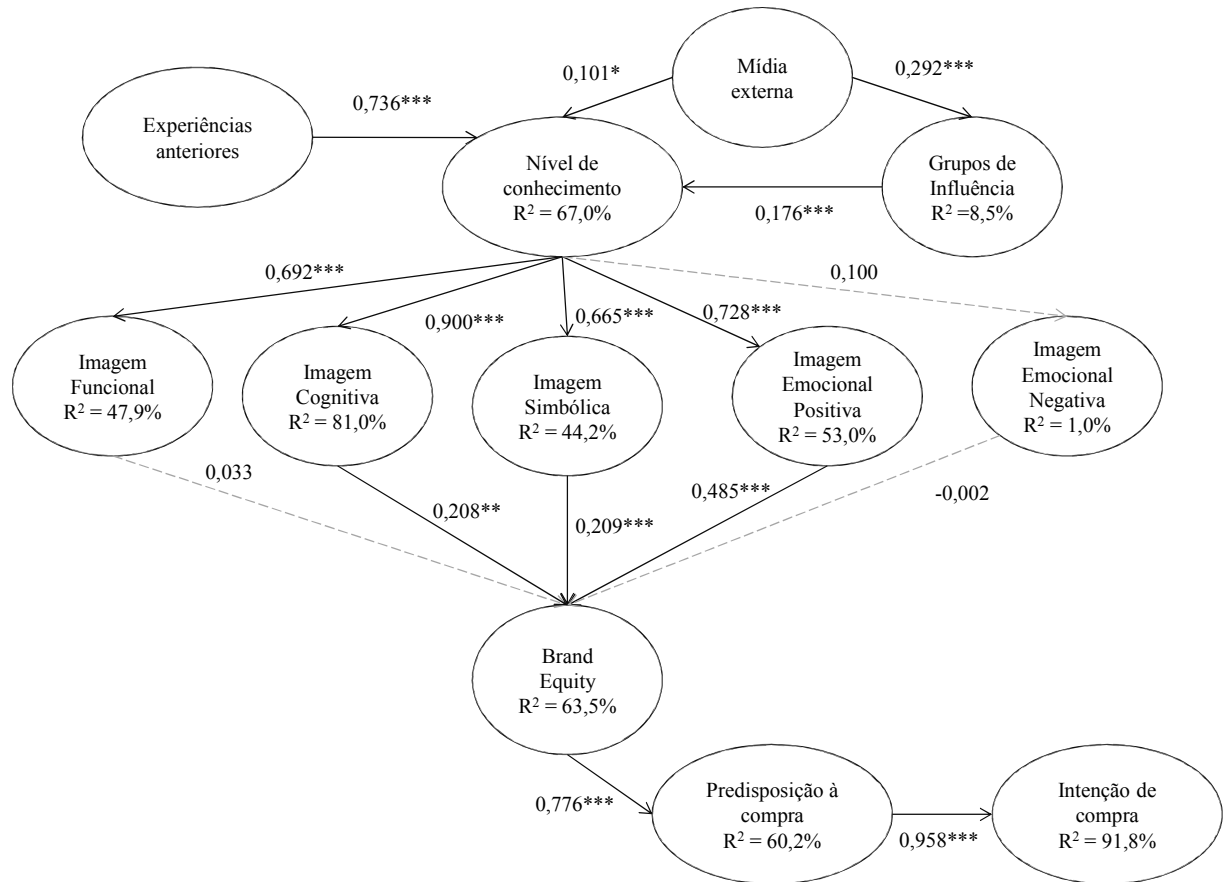 0,101*
Mídia
externa
0,292***
0,736***
Experiências
anteriores
Nível de
conhecimento
R² = 67,0%
Grupos de
Influência
R² =8,5%
0,176***
0,692***
0,900***
0,665***
0,728***
0,100
Imagem
Funcional
R² = 47,9%
Imagem
Cognitiva
R² = 81,0%
Imagem
Simbólica
R² = 44,2%
Imagem
Emocional
Positiva
R² = 53,0%
Imagem
Emocional
Negativa
R² = 1,0%
0,033
0,208**
0,209***
0,485***
-0,002
Brand
Equity
R² = 63,5%
0,776***
Predisposição à
compra
R² = 60,2%
0,958***
Intenção de
compra
R² = 91,8%